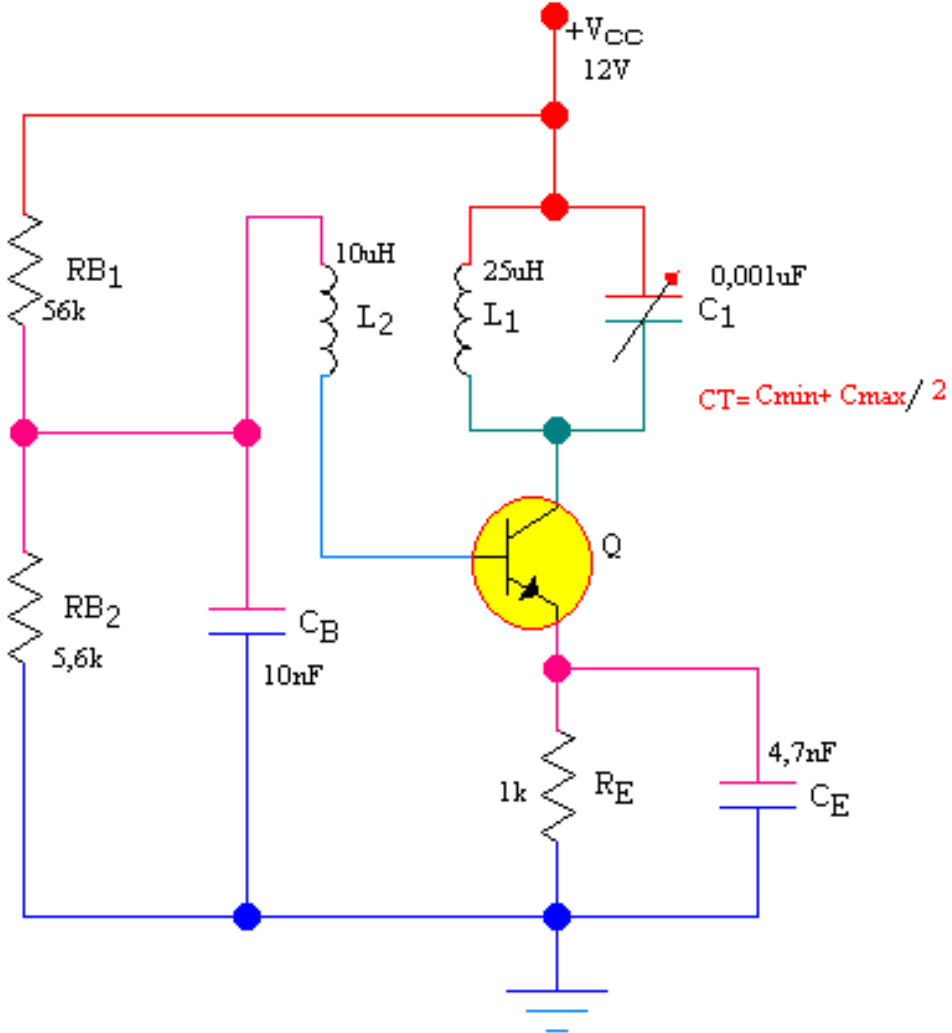 +VCC
12V
RB1
56k
10uH
L2
25uH
L1
0,001uF
C1
CT= Cmin+ Cmax/ 2
Q
RB2
5,6k
CB
10nF
1k
RE
4,7nF
CE